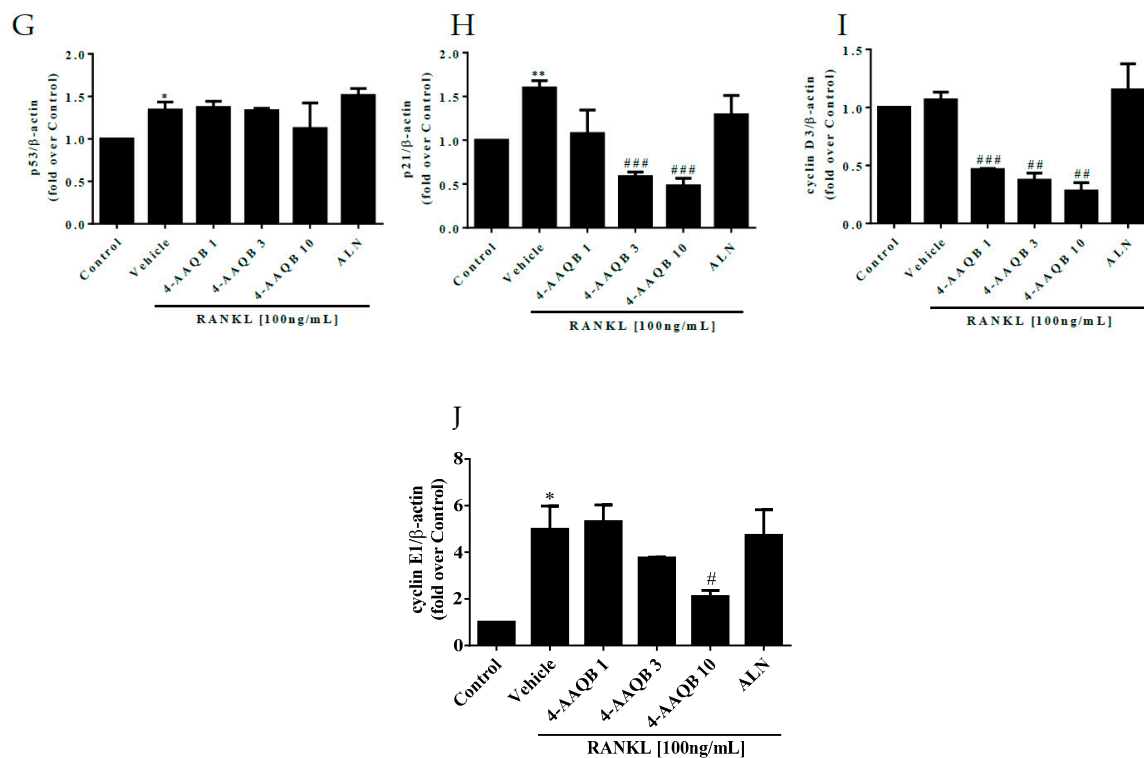 G
p53/β-actin
(fold over Control)
2.0
1.5
1.0
0.5
0.0
*
Control
Vehicle
4-AAQB 1
4-AAQB 3
4-AAQB 10
ALN
RANKL [100ng/mL]
H
p21/β-actin
(fold over Control)
2.0
1.5
1.0
0.5
0.0
**
###
###
Control
Vehicle
4-AAQB 1
4-AAQB 3
4-AAQB 10
ALN
RANKL [100ng/mL]
I
cyclin D3/β-actin
(fold over Control)
1.5
1.0
0.5
0.0
###
##
##
Control
Vehicle
4-AAQB 1
4-AAQB 3
4-AAQB 10
ALN
RANKL [100ng/mL]
J
cyclin E1/β-actin
(fold over Control)
8
6
4
2
0
*
#
Control
Vehicle
4-AAQB 1
4-AAQB 3
4-AAQB 10
ALN
RANKL [100ng/mL]